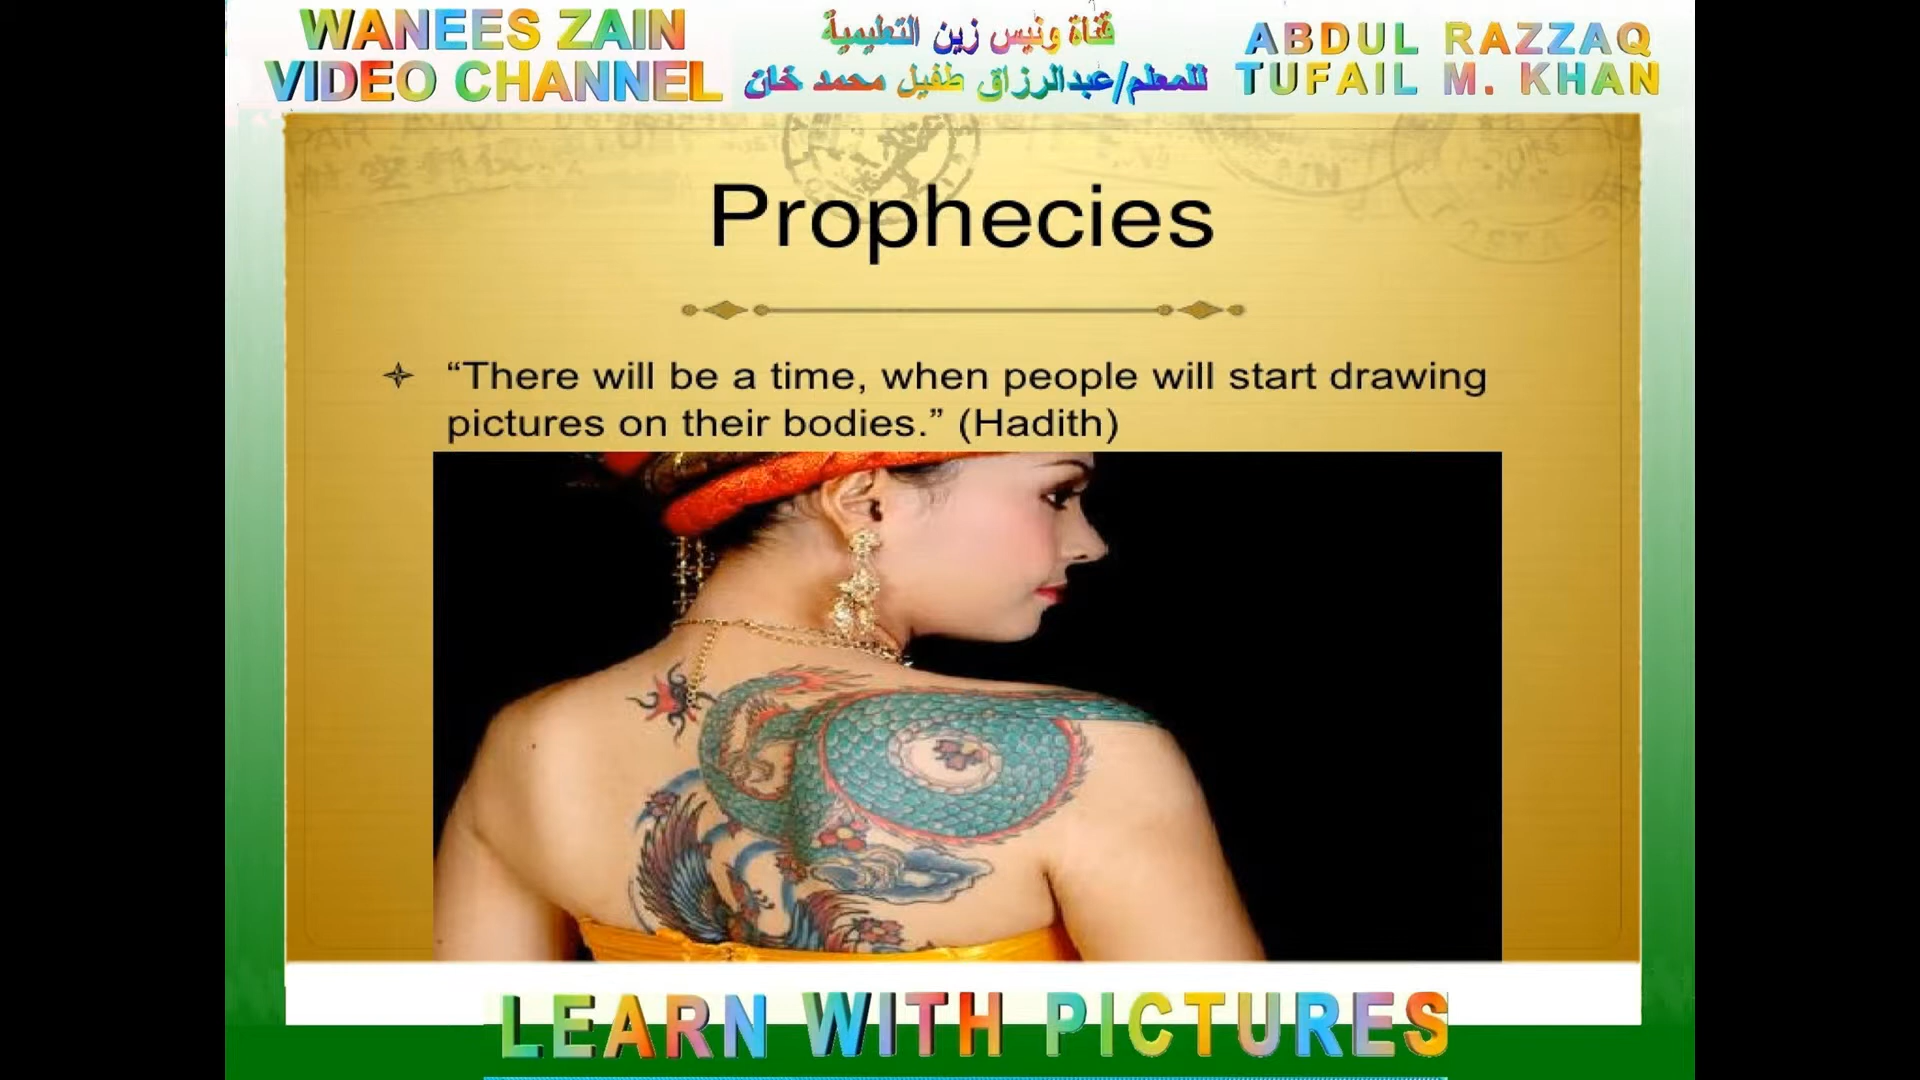 WANEES ZAIN
VIDEO CHANNEL
قناة ونيس زين التعليمية
للمعلم/عبدالرزاق طفيل محمد خان
ABDUL RAZZAQ
TUFAIL M. KHAN
PAR
Prophecies
“There will be a time, when people will start drawing
pictures on their bodies.” (Hadith)
LEARN WITH PICTURES